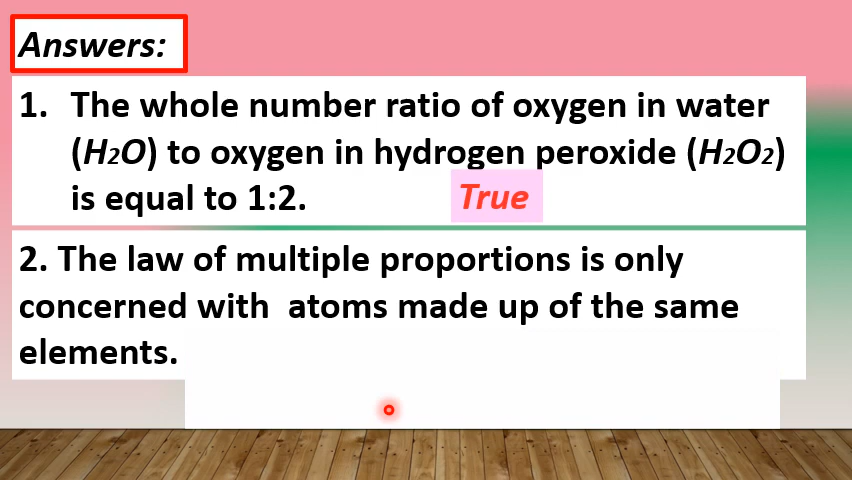 Answers:
1. The whole number ratio of oxygen in water
(H2O) to oxygen in hydrogen peroxide (H2O2)
is equal to 1:2. True
2. The law of multiple proportions is only
concerned with atoms made up of the same
elements.